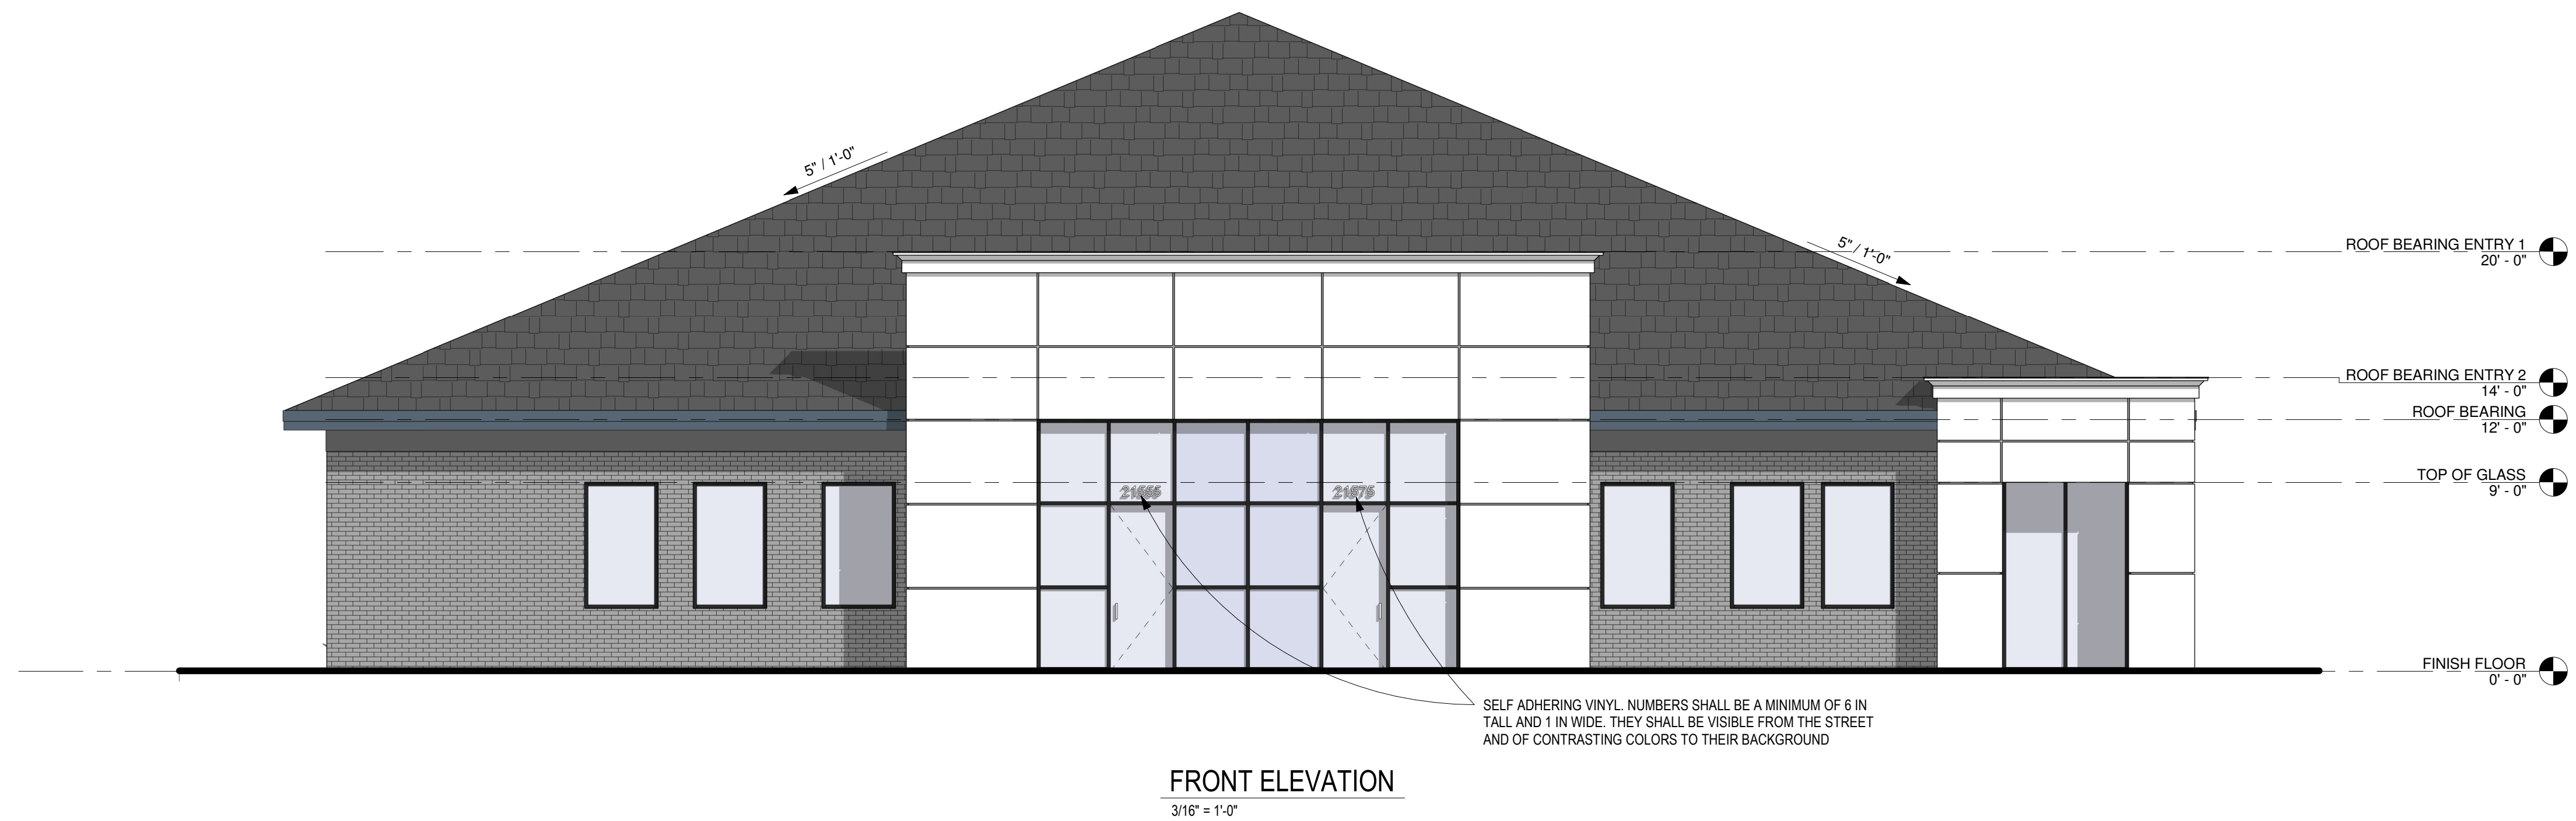 5" / 1'-0"
5" / 1'-0"
ROOF BEARING ENTRY 1
20' - 0"
ROOF BEARING ENTRY 2
14' - 0"
ROOF BEARING
12' - 0"
TOP OF GLASS
9' - 0"
21555
21575
FINISH FLOOR
0' - 0"
SELF ADHERING VINYL. NUMBERS SHALL BE A MINIMUM OF 6 IN
TALL AND 1 IN WIDE. THEY SHALL BE VISIBLE FROM THE STREET
AND OF CONTRASTING COLORS TO THEIR BACKGROUND
FRONT ELEVATION
3/16" = 1'-0"